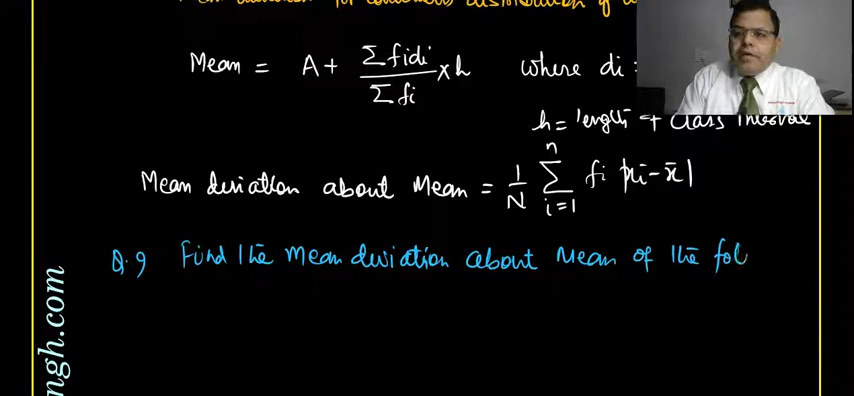 Mean = A + Σfidi/Σfi × h where di =
h = length of class interval
Mean deviation about Mean = 1/N Σ i=1 n fi |xi - x̄|
Q.9 Find the Mean deviation about Mean of the fol
ngh.com